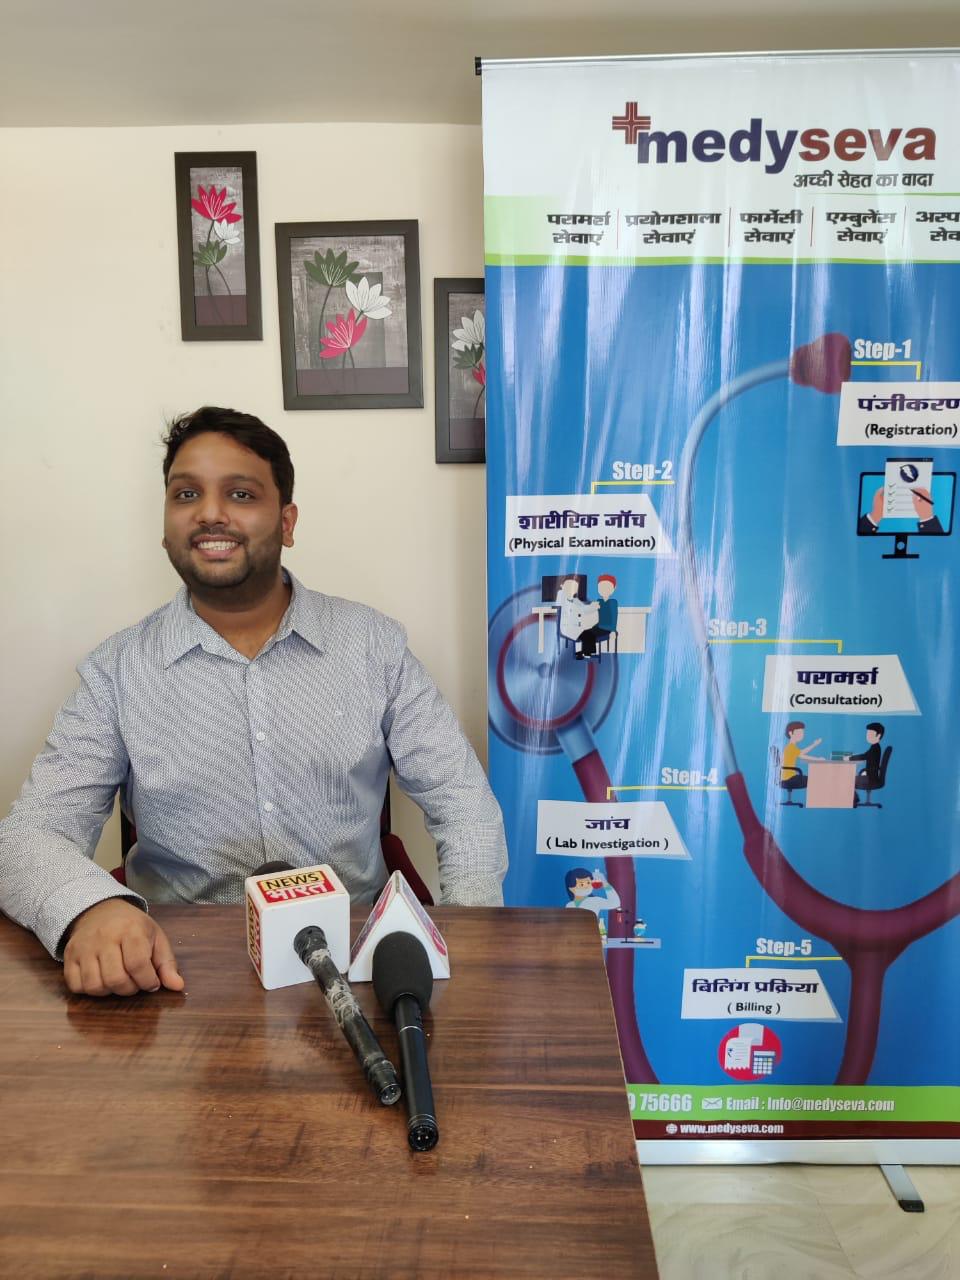 medyseva
अच्छी सेहत का वादा
परामर्श सेवाएं
प्रयोगशाला सेवाएं
फार्मेसी सेवाएं
एम्बुलेंस सेवाएं
Step-1
पंजीकरण
(Registration)
Step-2
शारीरिक जॉच
(Physical Examination)
Step-3
परामर्श
(Consultation)
Step-4
जांच
( Lab Investigation )
Step-5
बिलिंग प्रक्रिया
( Billing )
75666 Email : Info@medyseva.com
www.medyseva.com
NEWS
भारत